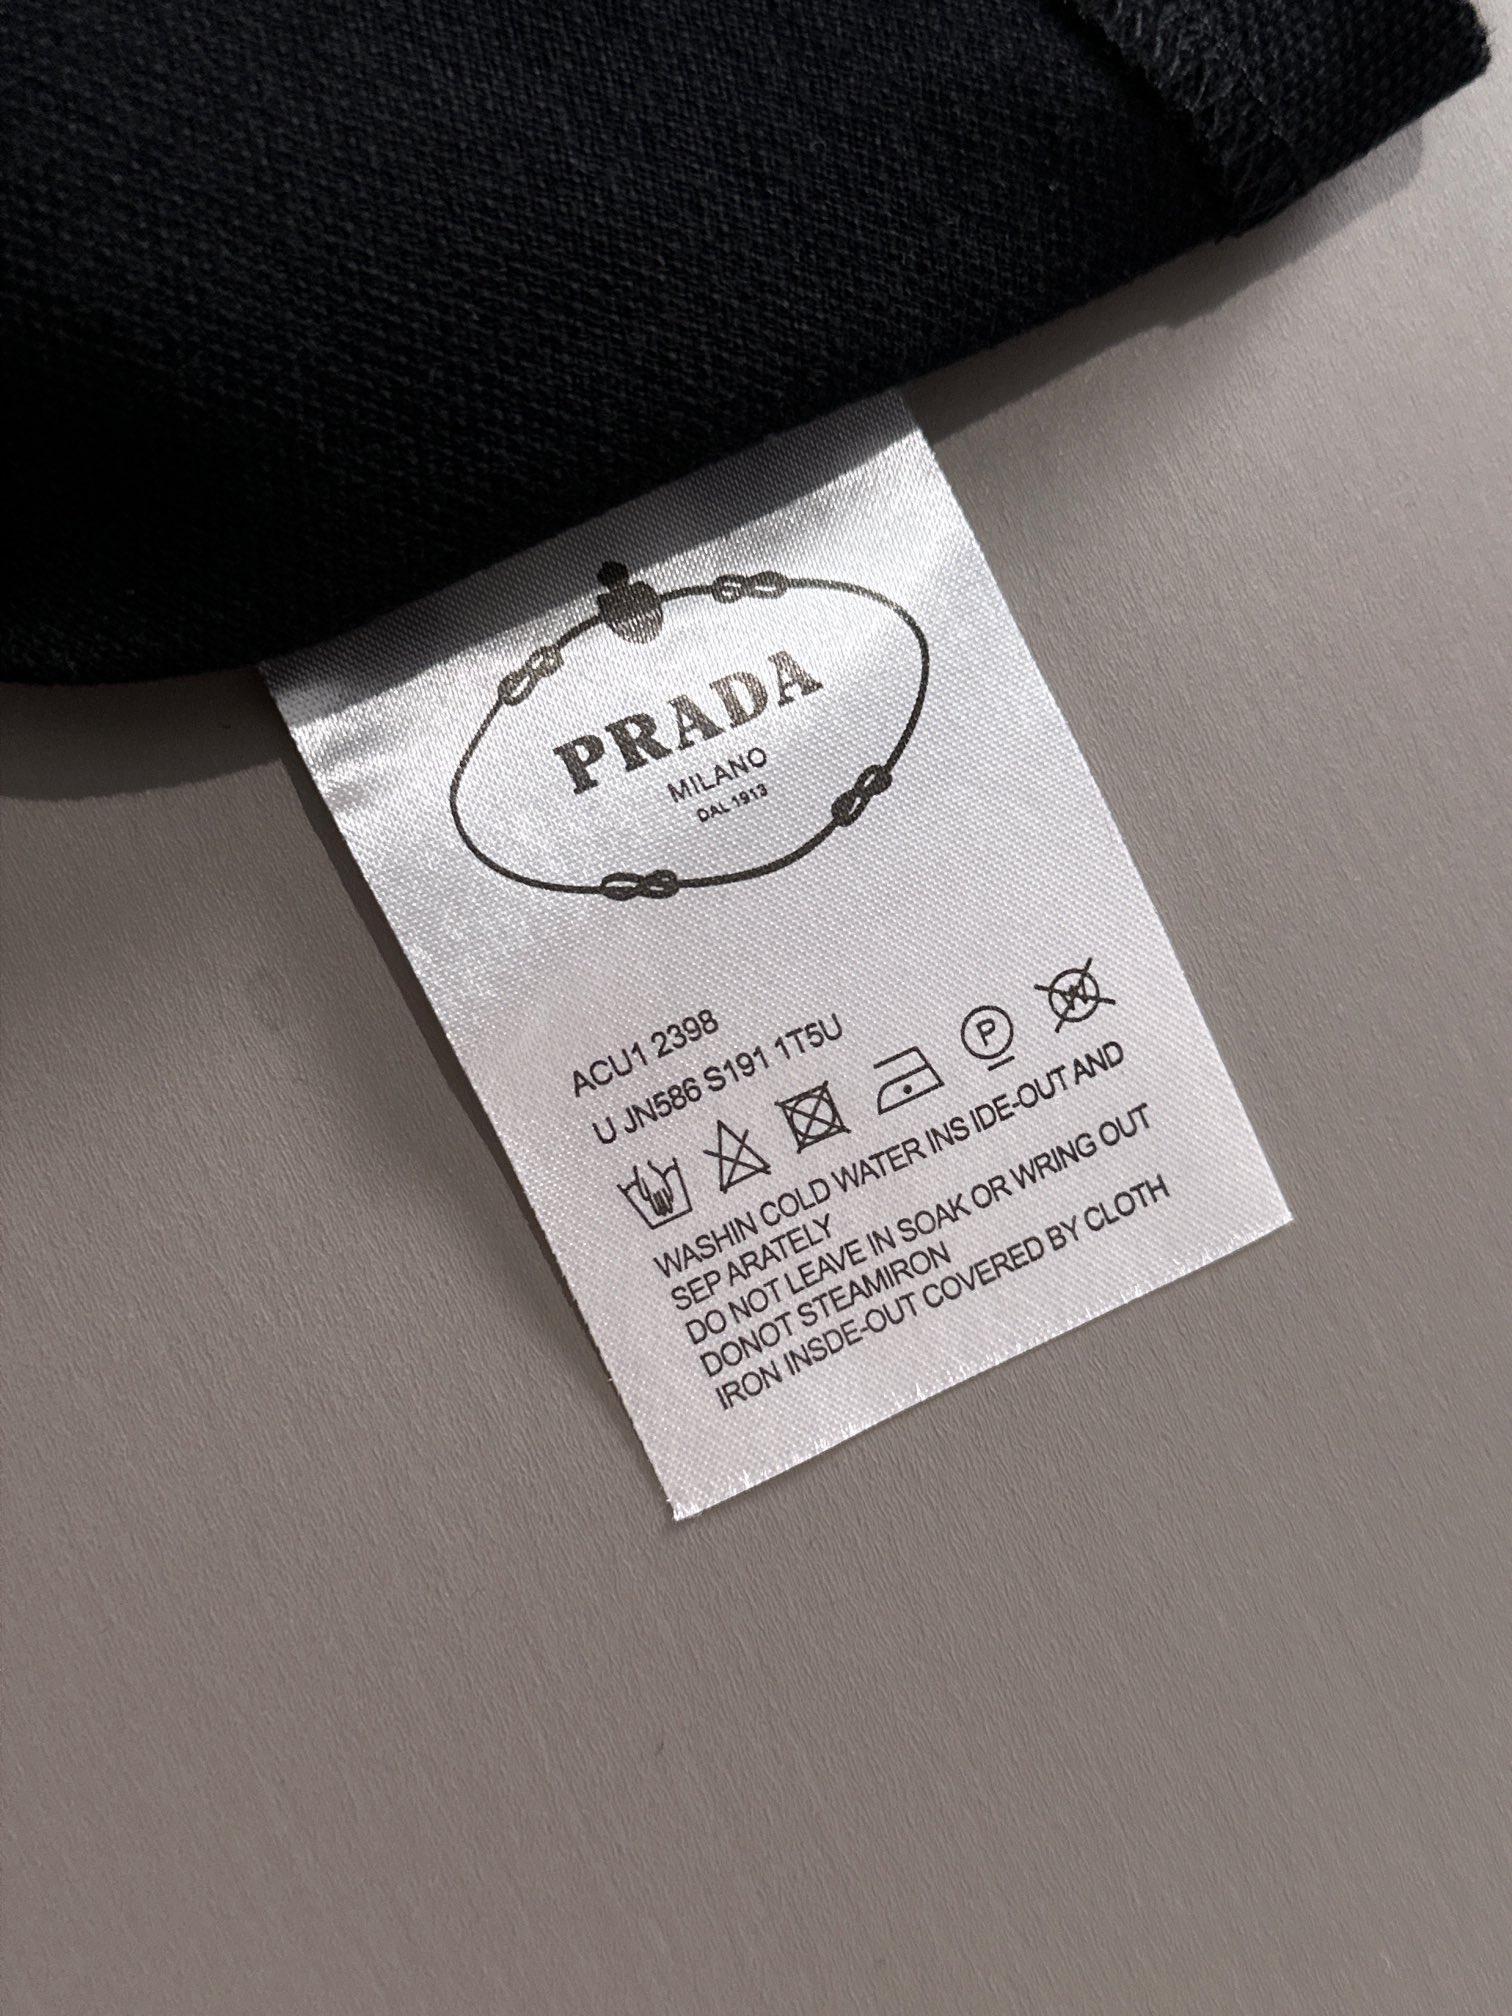 PRADA
MILANO
DAL 1913
ACU1 2398
U JN586 S191 1T5U
P
W
WASHIN COLD WATER INS IDE-OUT AND
SEP ARATELY
DO NOT LEAVE IN SOAK OR WRING OUT
DONOT STEAMIRON
IRON INSDE-OUT COVERED BY CLOTH